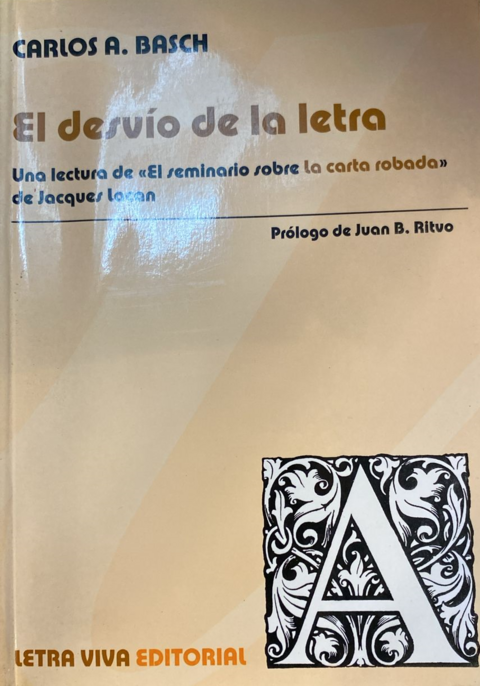 CARLOS A. BASCH
El desvío de la letra
Una lectura de «El seminario sobre la carta robada»
de Jacques Lacan
Prólogo de Juan B. Ritvo
A
LETRA VIVA EDITORIAL